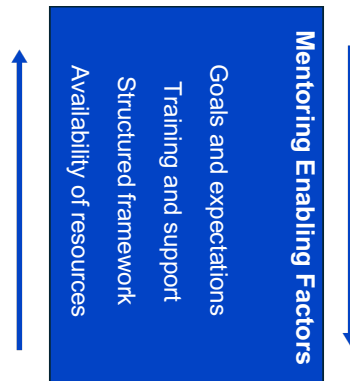 Mentoring Enabling Factors
Goals and expectations
Training and support
Structured framework
Availability of resources